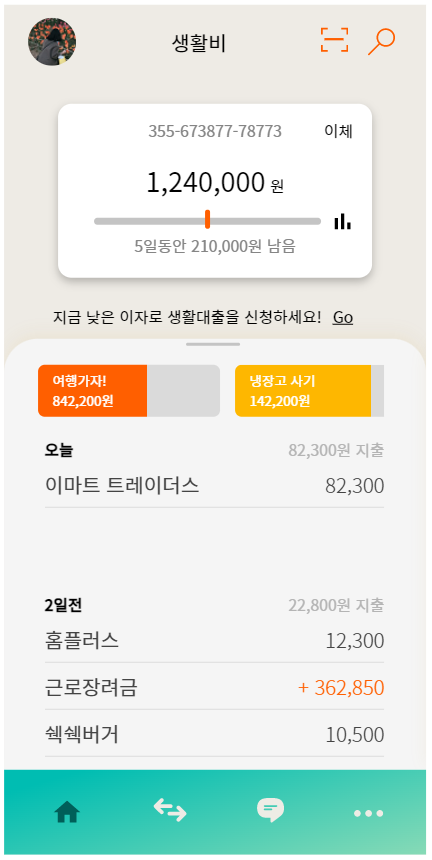 생활비
355-673877-78773 이체
1,240,000 원
5일동안 210,000원 남음
지금 낮은 이자로 생활대출을 신청하세요! Go
여행가자!
842,200원
냉장고 사기
142,200원
오늘 82,300원 지출
이마트 트레이더스 82,300
2일전 22,800원 지출
홈플러스 12,300
근로장려금 + 362,850
쉑쉑버거 10,500